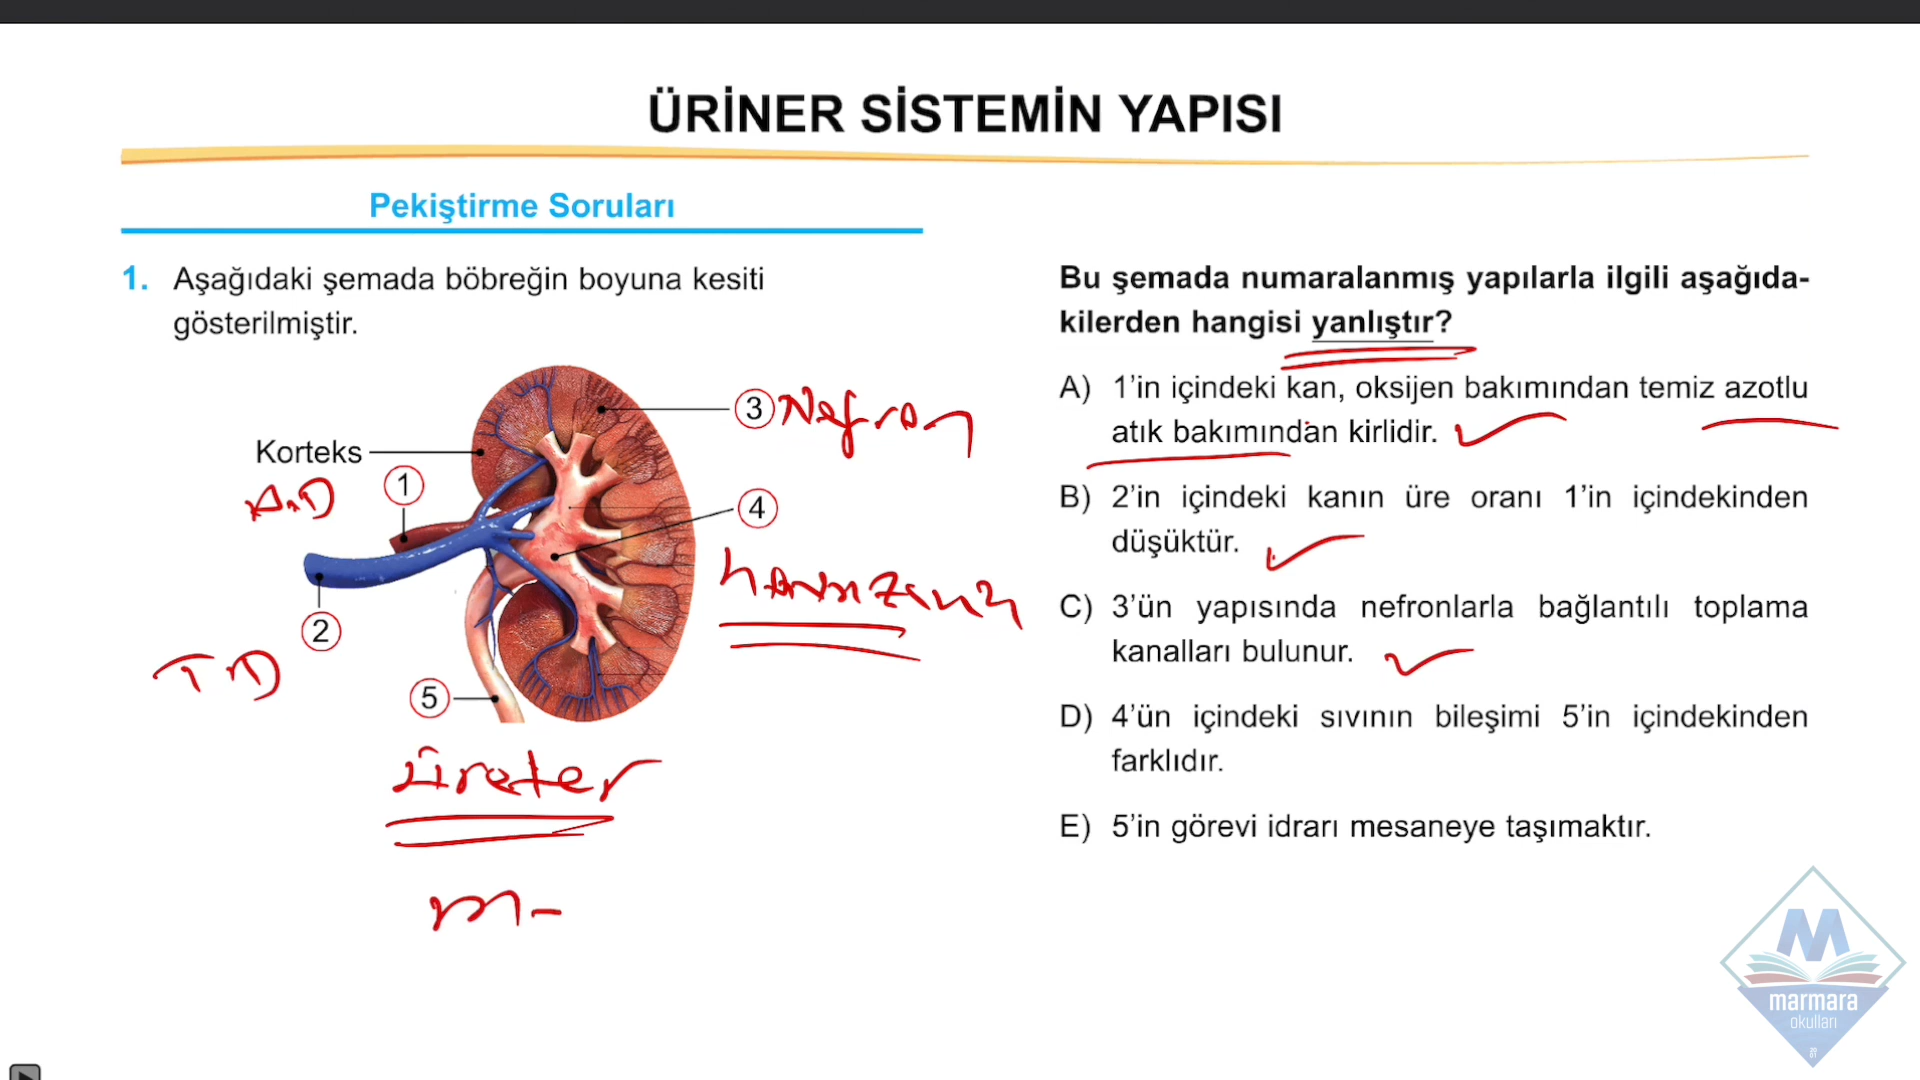 ÜRİNER SİSTEMİN YAPISI
Pekiştirme Soruları
1. Aşağıdaki şemada böbreğin boyuna kesiti
gösterilmiştir.
3 Nefron
Korteks
1
A.D
4
2
T.D
5
üreter
Bu şemada numaralanmış yapılarla ilgili aşağıda-
kilerden hangisi yanlıştır?
A) 1’in içindeki kan, oksijen bakımından temiz azotlu
atık bakımından kirlidir.
B) 2’in içindeki kanın üre oranı 1’in içindekinden
düşüktür.
C) 3’ün yapısında nefronlarla bağlantılı toplama
kanalları bulunur.
D) 4’ün içindeki sıvının bileşimi 5’in içindekinden
farklıdır.
E) 5’in görevi idrarı mesaneye taşımaktır.
marmara
okulları